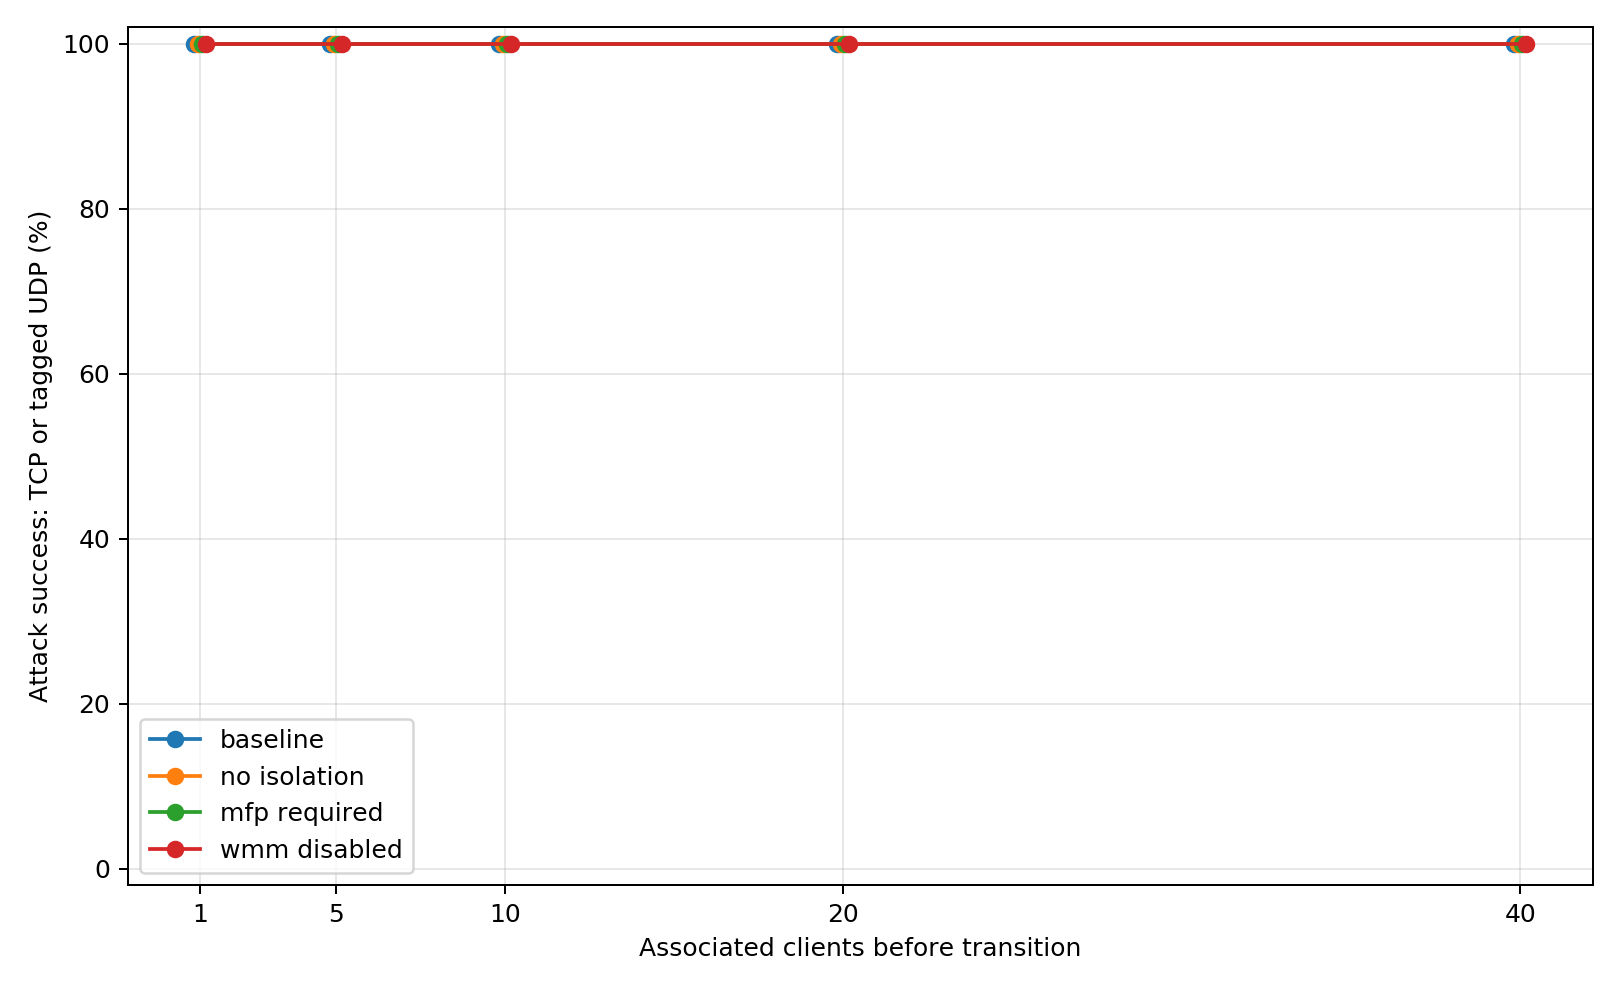 Attack success: TCP or tagged UDP (%)
100
80
60
40
20
0
baseline
no isolation
mfp required
wmm disabled
1 5 10 20 40
Associated clients before transition